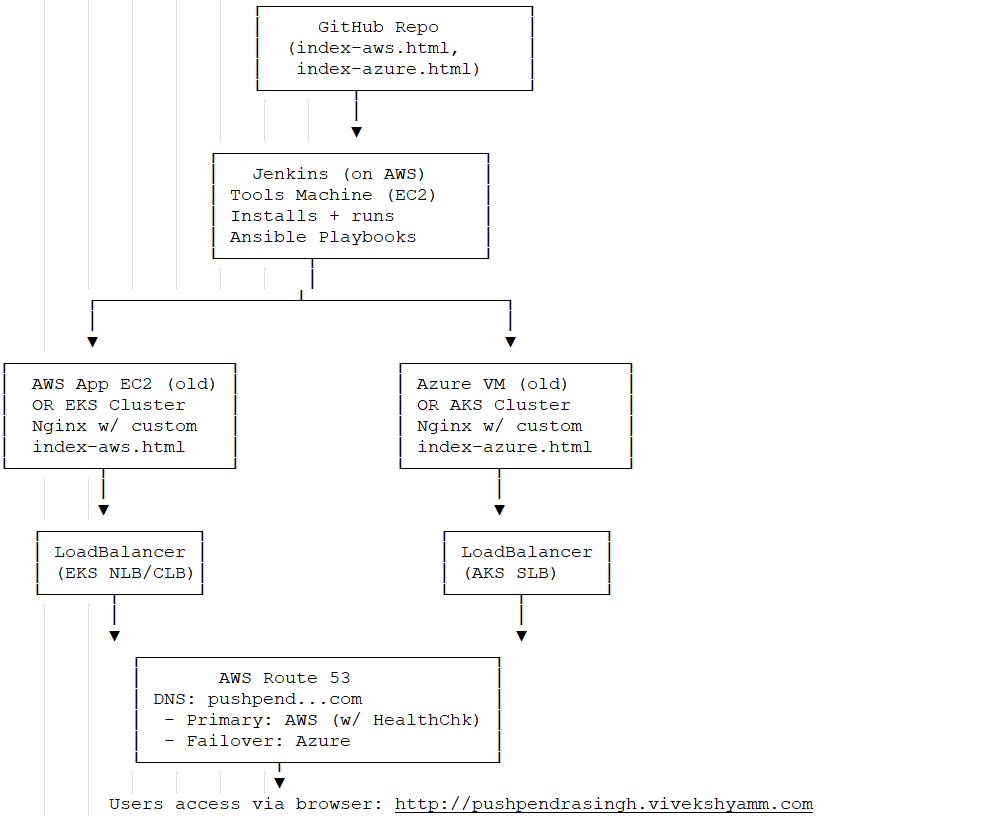 GitHub Repo
(index-aws.html,
index-azure.html)
Jenkins (on AWS)
Tools Machine (EC2)
Installs + runs
Ansible Playbooks
AWS App EC2 (old)
OR EKS Cluster
Nginx w/ custom
index-aws.html
Azure VM (old)
OR AKS Cluster
Nginx w/ custom
index-azure.html
LoadBalancer
(EKS NLB/CLB)
LoadBalancer
(AKS SLB)
AWS Route 53
DNS: pushpend...com
- Primary: AWS (w/ HealthChk)
- Failover: Azure
Users access via browser: http://pushpendrasingh.vivekshyamm.com